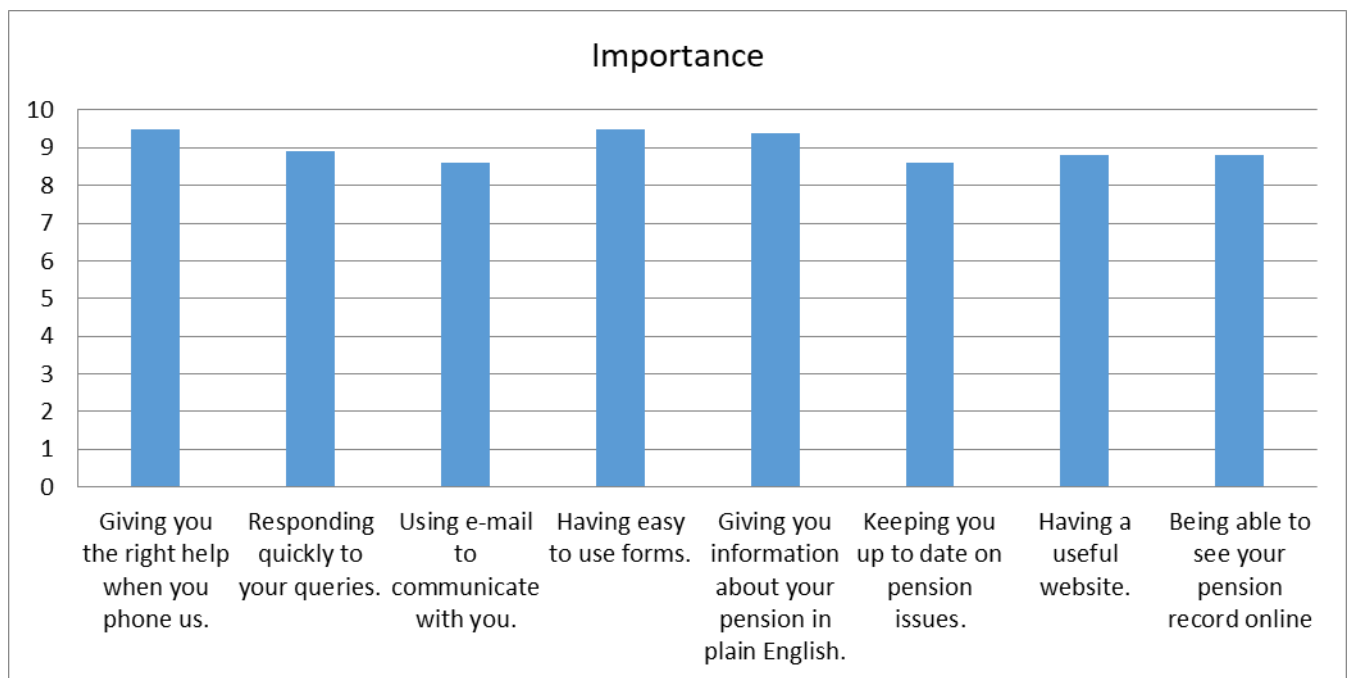 Importance
10
9
8
7
6
5
4
3
2
1
0
Giving you
the right help
when you
phone us.
Responding
quickly to
your queries.
Using e-mail
to
communicate
with you.
Having easy
to use forms.
Giving you
information
about your
pension in
plain English.
Keeping you
up to date on
pension
issues.
Having a
useful
website.
Being able to
see your
pension
record online